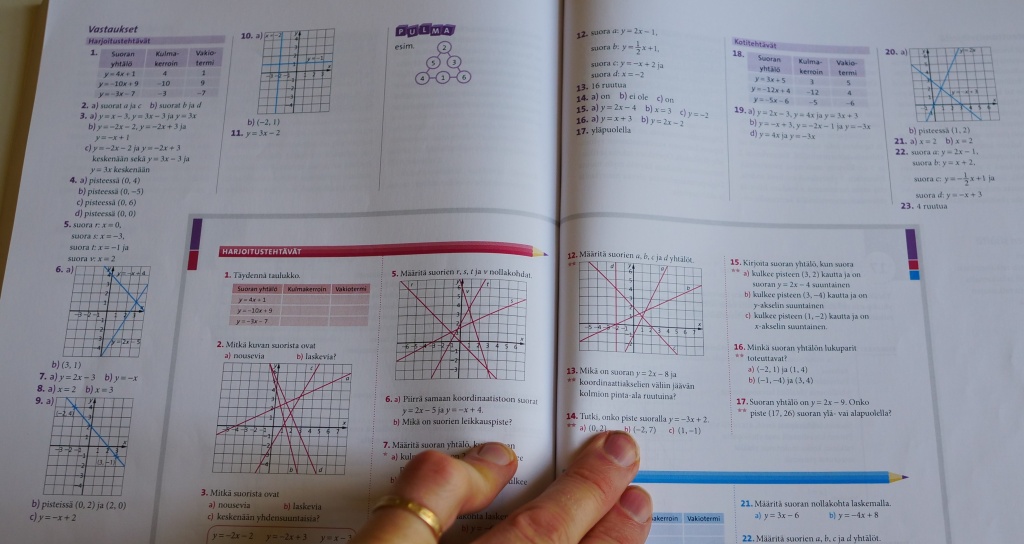 Vastaukset
Harjoitustehtävät
1. Suoran yhtälö Kulmakerroin Vakiotermi
y = 4x + 1 4 1
y = −10x + 9 −10 9
y = −3x − 7 −3 −7
2. a) suorat a ja c b) suorat b ja d
3. a) y = x − 3, y = 3x − 3 ja y = 3x
b) y = −2x − 2, y = −2x + 3 ja
y = −x + 1
c) y = −2x − 2 ja y = −2x + 3
keskenään sekä y = 3x − 3 ja
y = 3x keskenään
4. a) pisteessä (0, 4)
b) pisteessä (0, −5)
c) pisteessä (0, 6)
d) pisteessä (0, 0)
5. suora r: x = 0,
suora s: x = −3,
suora t: x = −1 ja
suora v: x = 2
6. a)
y = −x + 4
y = 2x − 5
b) (3, 1)
7. a) y = 2x − 3 b) y = −x
8. a) x = 2 b) x = 3
9. a)
b) pisteissä (0, 2) ja (2, 0)
c) y = −x + 2
10. a)
b) (−2, 1)
11. y = 3x − 2
PULMA
esim.
2
5 3
4 1 6
12. suora a: y = 2x − 1,
suora b: y = 1/2 x + 1,
suora c: y = −x + 2 ja
suora d: x = −2
13. 16 ruutua
14. a) on b) ei ole c) on
15. a) y = 2x − 4 b) x = 3 c) y = −2
16. a) y = x + 3 b) y = 2x − 2
17. yläpuolella
Kotitehtävät
18. Suoran yhtälö Kulmakerroin Vakiotermi
y = 3x + 5 3 5
y = −12x + 4 −12 4
y = −5x − 6 −5 −6
19. a) y = 2x − 3, y = 4x ja y = 3x + 3
b) y = −x + 3, y = −2x − 1 ja y = −3x
d) y = 4x ja y = −3x
20. a)
b) pisteessä (1, 2)
21. a) x = 2 b) x = 2
22. suora a: y = 2x − 1,
suora b: y = x + 2,
suora c: y = −1/2 x + 1 ja
suora d: y = −x + 3
23. 4 ruutua
HARJOITUSTEHTÄVÄT
1. Täydennä taulukko.
Suoran yhtälö Kulmakerroin Vakiotermi
y = 4x + 1
y = −10x + 9
y = −3x − 7
2. Mitkä kuvan suorista ovat
a) nousevia b) laskevia?
3. Mitkä suorista ovat
a) nousevia b) laskevia
c) keskenään yhdensuuntaisia?
y = −2x − 2 y = −2x + 3
5. Määritä suorien r, s, t ja v nollakohdat.
6. a) Piirrä samaan koordinaatistoon suorat
y = 2x − 5 ja y = −x + 4.
b) Mikä on suorien leikkauspiste?
7. Määritä suoran yhtälö,
12. Määritä suorien a, b, c ja d yhtälöt.
**
13. Mikä on suoran y = 2x − 8 ja
** koordinaattiakselien väliin jäävän
kolmion pinta-ala ruutuina?
14. Tutki, onko piste suoralla y = −3x + 2.
** a) (0, 2) b) (−2, 7) c) (1, −1)
15. Kirjoita suoran yhtälö, kun suora
** a) kulkee pisteen (3, 2) kautta ja on
suoran y = 2x − 4 suuntainen
b) kulkee pisteen (3, −4) kautta ja on
y-akselin suuntainen
c) kulkee pisteen (1, −2) kautta ja on
x-akselin suuntainen.
16. Minkä suoran yhtälön lukuparit
** toteuttavat?
a) (−2, 1) ja (1, 4)
b) (−1, −4) ja (3, 4)
17. Suoran yhtälö on y = 2x − 9. Onko
** piste (17, 26) suoran ylä- vai alapuolella?
Vakiotermi
21. Määritä suoran nollakohta laskemalla.
a) y = 3x − 6 b) y = −4x + 8
22. Määritä suorien a, b, c ja d yhtälöt.